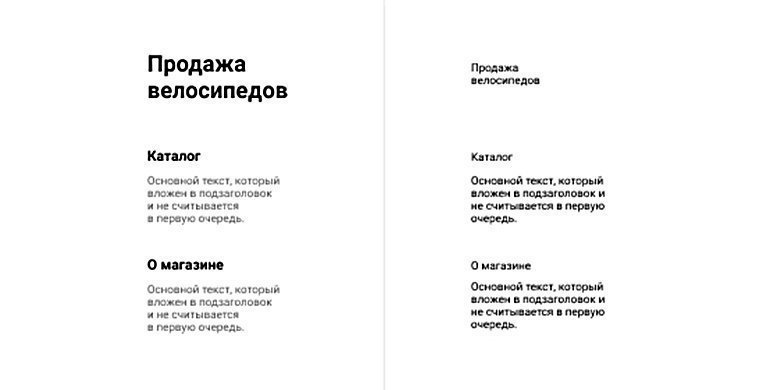 Продажа
велосипедов
Каталог
Основной текст, который
вложен в подзаголовок
и не считывается
в первую очередь.
О магазине
Основной текст, который
вложен в подзаголовок
и не считывается
в первую очередь.
Продажа
велосипедов
Каталог
Основной текст, который
вложен в подзаголовок и
не считывается в первую
очередь.
О магазине
Основной текст, который
вложен в подзаголовок и
не считывается в первую
очередь.